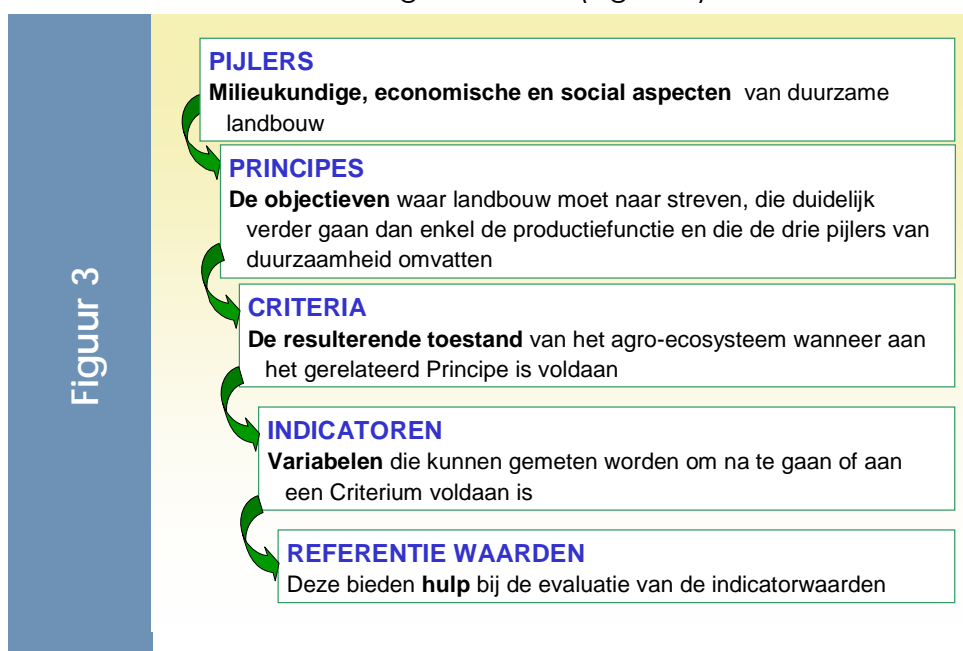 PIJLERS
Milieukundige, economische en social aspecten van duurzame
landbouw
PRINCIPES
De objectieven waar landbouw moet naar streven, die duidelijk
verder gaan dan enkel de productiefunctie en die de drie pijlers van
duurzaamheid omvatten
CRITERIA
De resulterende toestand van het agro-ecosysteem wanneer aan
het gerelateerd Principe is voldaan
INDICATOREN
Variabelen die kunnen gemeten worden om na te gaan of aan
een Criterium voldaan is
REFERENTIE WAARDEN
Deze bieden hulp bij de evaluatie van de indicatorwaarden
Figuur 3